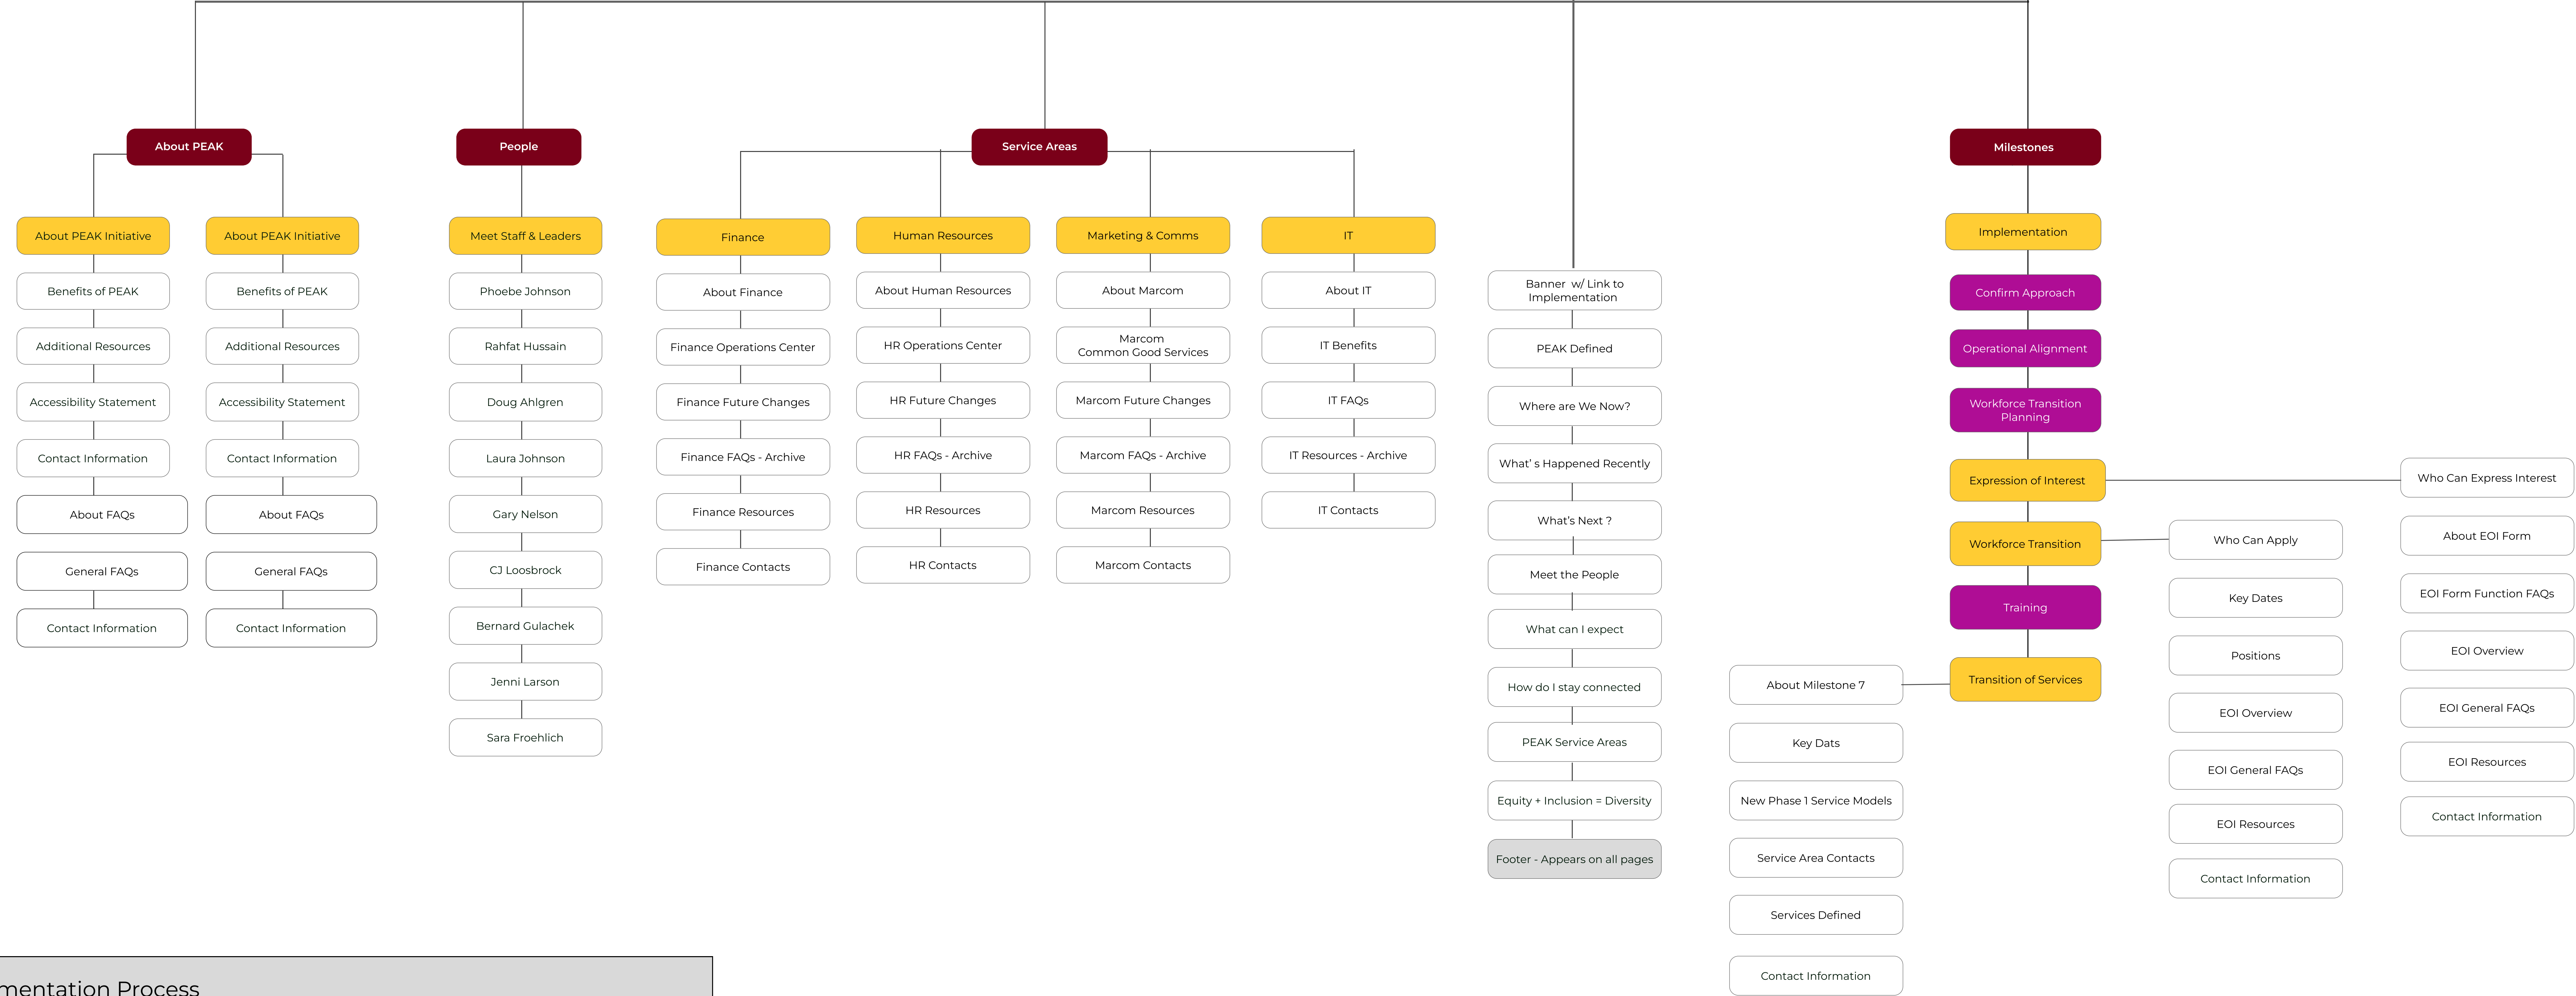 About PEAK
People
Service Areas
Milestones
About PEAK Initiative
Benefits of PEAK
Additional Resources
Accessibility Statement
Contact Information
About FAQs
General FAQs
Contact Information
About PEAK Initiative
Benefits of PEAK
Additional Resources
Accessibility Statement
Contact Information
About FAQs
General FAQs
Contact Information
Meet Staff & Leaders
Phoebe Johnson
Rahfat Hussain
Doug Ahlgren
Laura Johnson
Gary Nelson
CJ Loosbrock
Bernard Gulachek
Jenni Larson
Sara Froehlich
Finance
About Finance
Finance Operations Center
Finance Future Changes
Finance FAQs - Archive
Finance Resources
Finance Contacts
Human Resources
About Human Resources
HR Operations Center
HR Future Changes
HR FAQs - Archive
HR Resources
HR Contacts
Marketing & Comms
About Marcom
Marcom
Common Good Services
Marcom Future Changes
Marcom FAQs - Archive
Marcom Resources
Marcom Contacts
IT
About IT
IT Benefits
IT FAQs
IT Resources - Archive
IT Contacts
Banner w/ Link to
Implementation
PEAK Defined
Where are We Now?
What' s Happened Recently
What's Next ?
Meet the People
What can I expect
How do I stay connected
PEAK Service Areas
Equity + Inclusion = Diversity
Footer - Appears on all pages
Implementation
Confirm Approach
Operational Alignment
Workforce Transition
Planning
Expression of Interest
Workforce Transition
Training
Transition of Services
About Milestone 7
Key Dats
New Phase 1 Service Models
Service Area Contacts
Services Defined
Contact Information
Who Can Apply
Key Dates
Positions
EOI Overview
EOI General FAQs
EOI Resources
Contact Information
Who Can Express Interest
About EOI Form
EOI Form Function FAQs
EOI Overview
EOI General FAQs
EOI Resources
Contact Information
mentation Process